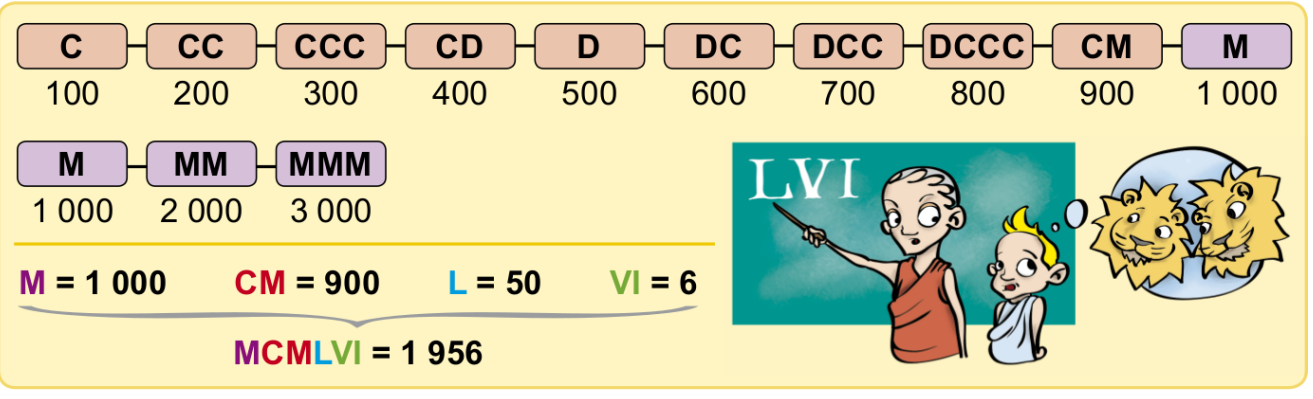 C CC CCC CD D DC DCC DCCC CM M
100 200 300 400 500 600 700 800 900 1 000
M MM MMM
1 000 2 000 3 000
LVI
M = 1 000 CM = 900 L = 50 VI = 6
MCMLVI = 1 956